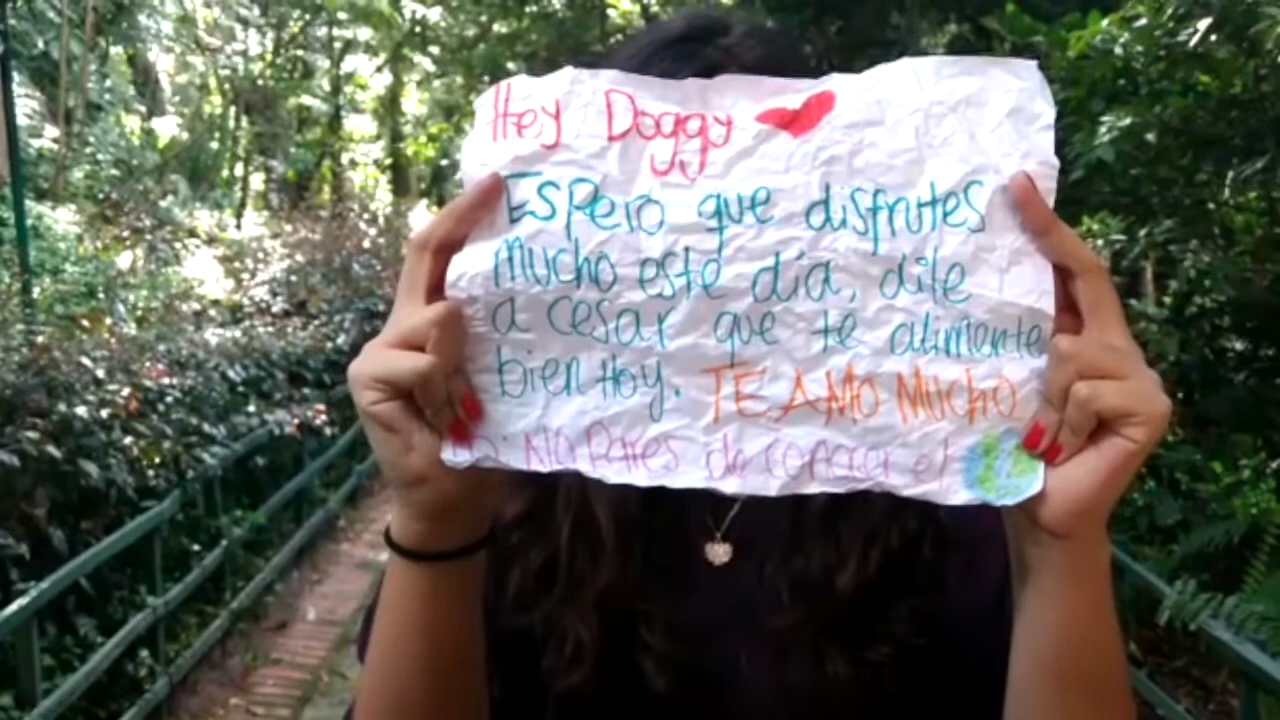 Hey Doggy
Espero que disfrutes
mucho este día, dile
a cesar que te alimente
bien Hoy. TE AMO MUCHO
No Pares de conocer el